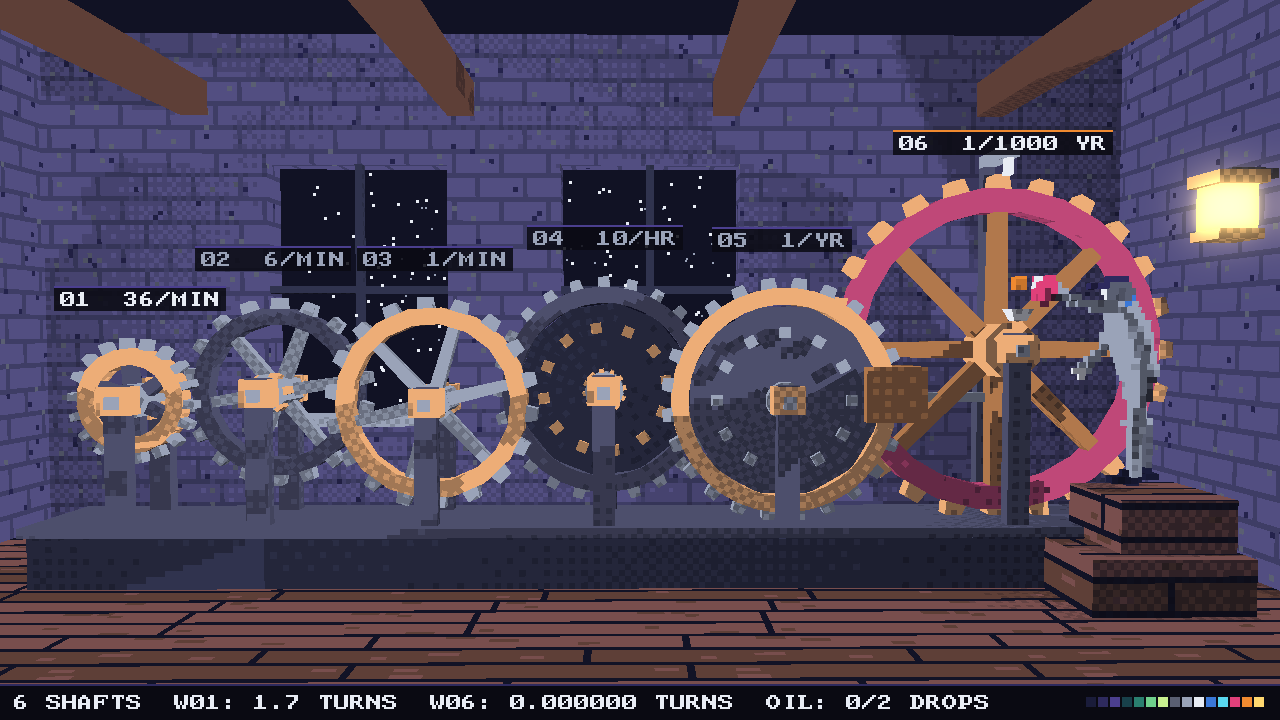 06 1/1000 YR
04 10/HR
05 1/YR
02 6/MIN
03 1/MIN
01 36/MIN
6 SHAFTS W01: 1.7 TURNS W06: 0.000000 TURNS OIL: 0/2 DROPS